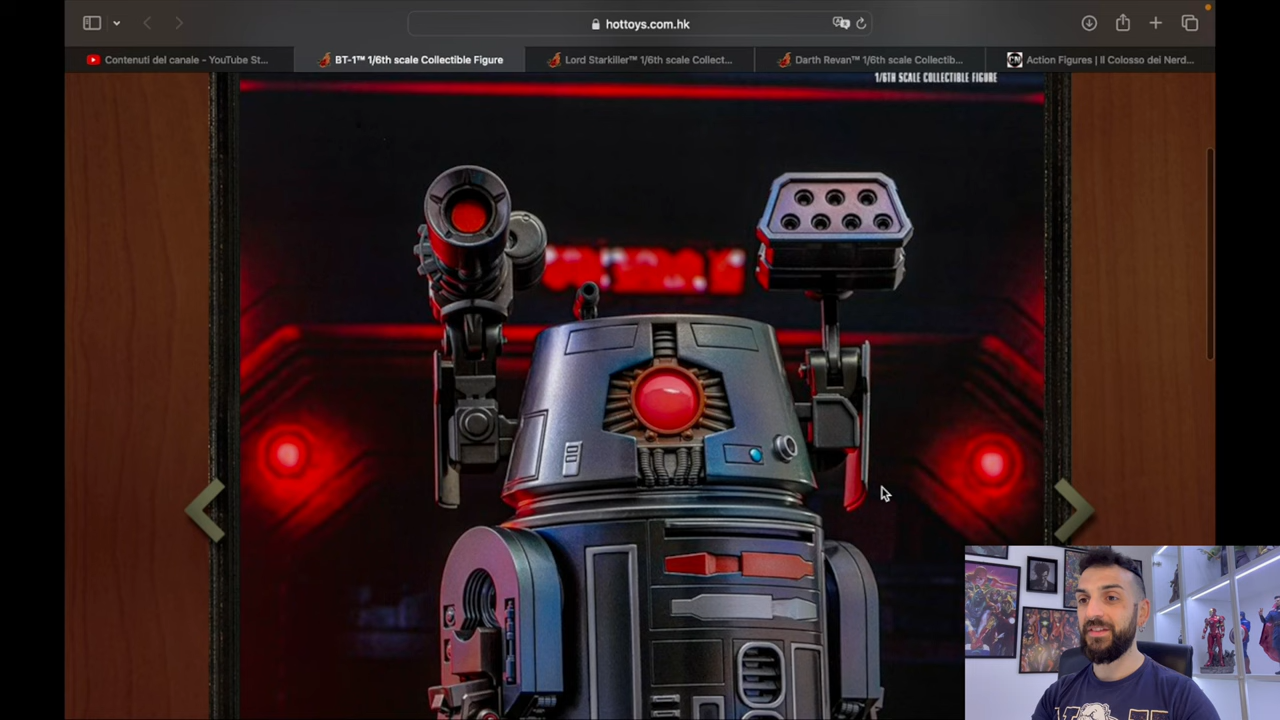 hottoys.com.hk
Contenuti del canale - YouTube St...
BT-1™ 1/6th scale Collectible Figure
Lord Starkiller™ 1/6th scale Collect...
Darth Revan™ 1/6th scale Collectib...
CN
Action Figures | Il Colosso dei Nerd...
1/6TH SCALE COLLECTIBLE FIGURE